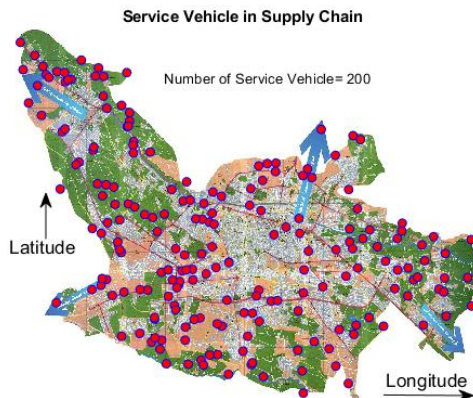 Service Vehicle in Supply Chain
Number of Service Vehicle= 200
Latitude
Longitude